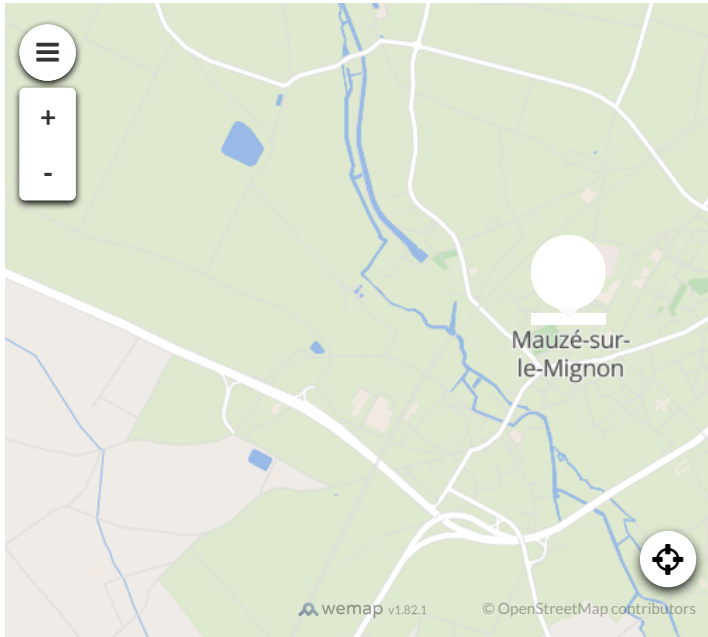 +
-
Mauzé-sur-
le-Mignon
wemap v1.82.1
© OpenStreetMap contributors